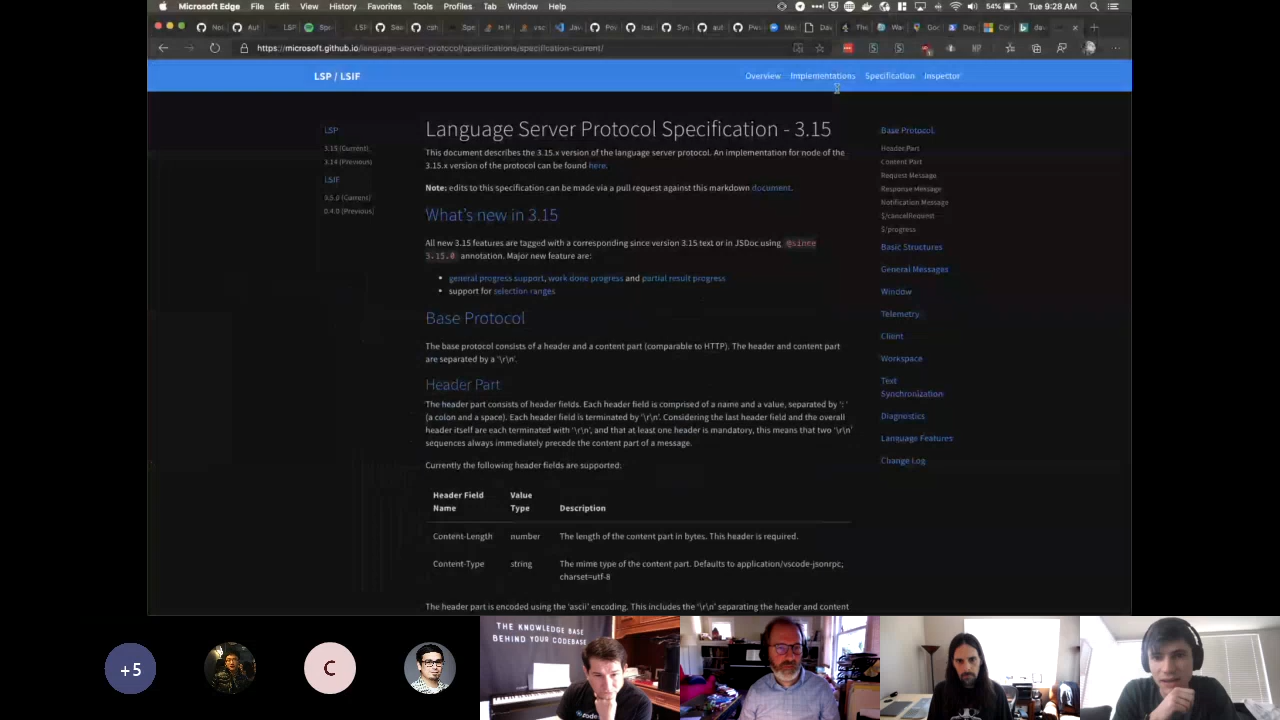 54%
Tue 9:28 AM
https://microsoft.github.io/language-server-protocol/specifications/specification-current/
LSP / LSIF
Overview Implementations Specification Inspector
LSP
3.15 (Current)
3.14 (Previous)
LSIF
0.4.0 (Previous)
Language Server Protocol Specification - 3.15
This document describes the 3.15.x version of the language server protocol. An implementation for node of the
3.15.x version of the protocol can be found here.
Note: edits to this specification can be made via a pull request against this markdown document.
What's new in 3.15
All new 3.15 features are tagged with a corresponding since version 3.15 text or in JSDoc using @since
3.15.0 annotation. Major new feature are:
• general progress support, work done progress and partial result progress
• support for selection ranges
Base Protocol
The base protocol consists of a header and a content part (comparable to HTTP). The header and content part
are separated by a '\r\n'.
Header Part
The header part consists of header fields. Each header field is comprised of a name and a value, separated by ': '
(a colon and a space). Each header field is terminated by '\r\n'. Considering the last header field and the overall
header itself are each terminated with '\r\n', and that at least one header is mandatory, this means that two '\r\n'
sequences always immediately precede the content part of a message.
Currently the following header fields are supported:
Header Field Name
Value Type
Description
Content-Length number The length of the content part in bytes. This header is required.
Content-Type string The mime type of the content part. Defaults to application/vscode-jsonrpc;
charset=utf-8
The header part is encoded using the 'ascii' encoding. This includes the '\r\n' separating the header and content
Base Protocol
Header Part
Content Part
Request Message
Response Message
Notification Message
$/cancelRequest
$/progress
Basic Structures
General Messages
Window
Telemetry
Client
Workspace
Text
Synchronization
Diagnostics
Language Features
Change Log
+5
C
THE KNOWLEDGE BASE
BEHIND YOUR CODEBASE